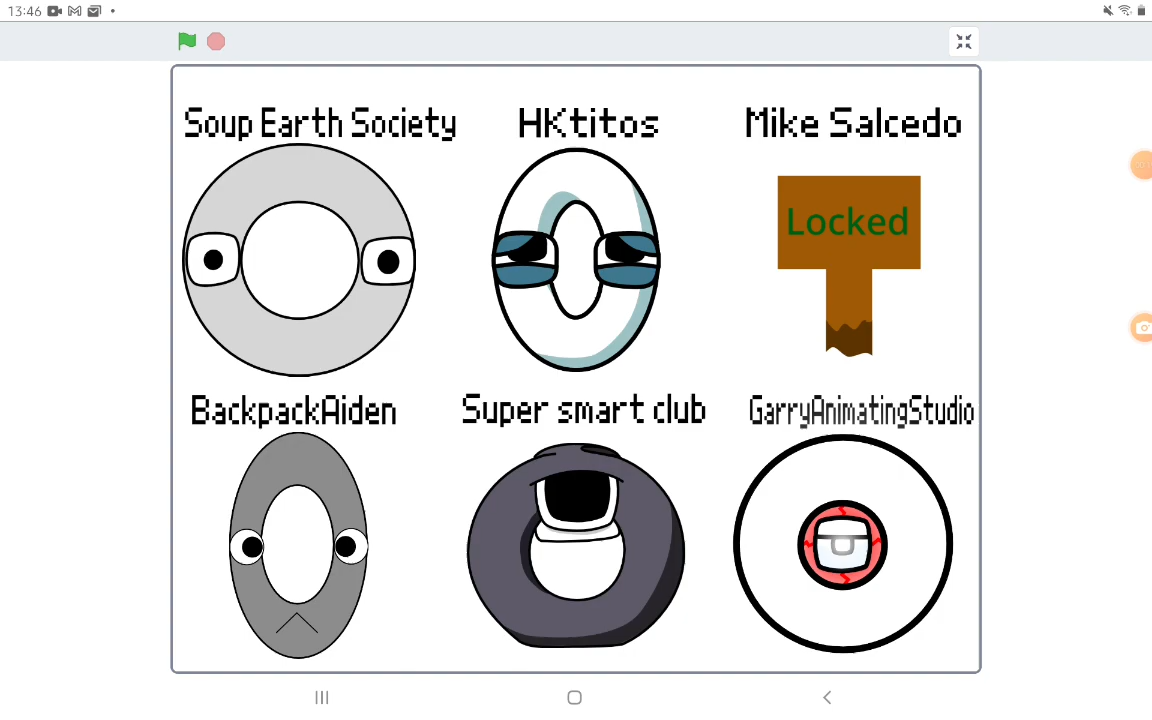 13:46
Soup Earth Society
HKtitos
Mike Salcedo
Locked
BackpackAiden
Super smart club
GarryAnimatingStudio